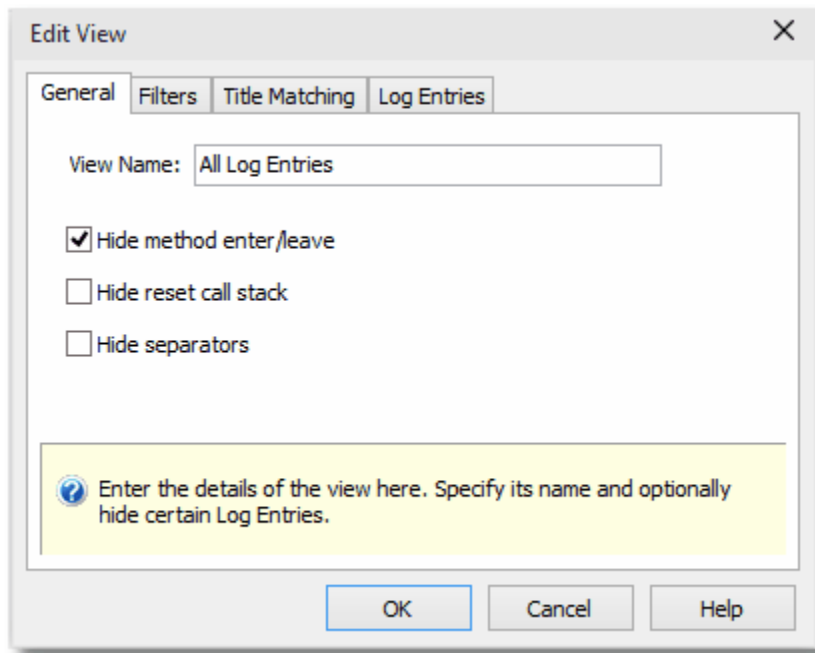 Edit View
General Filters Title Matching Log Entries
View Name: All Log Entries
Hide method enter/leave
Hide reset call stack
Hide separators
Enter the details of the view here. Specify its name and optionally
hide certain Log Entries.
OK Cancel Help